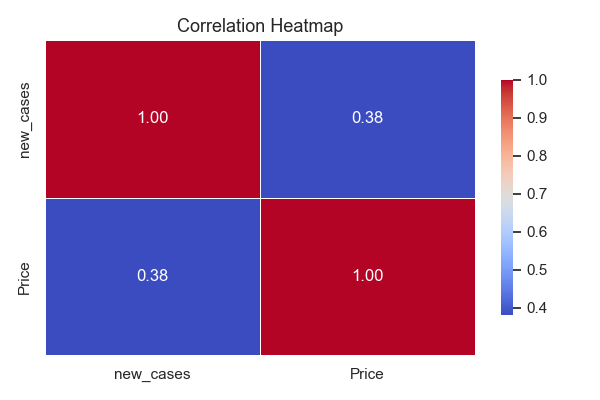 Correlation Heatmap
new_cases
1.00
0.38
Price
0.38
1.00
new_cases
Price
1.0
0.9
0.8
0.7
0.6
0.5
0.4